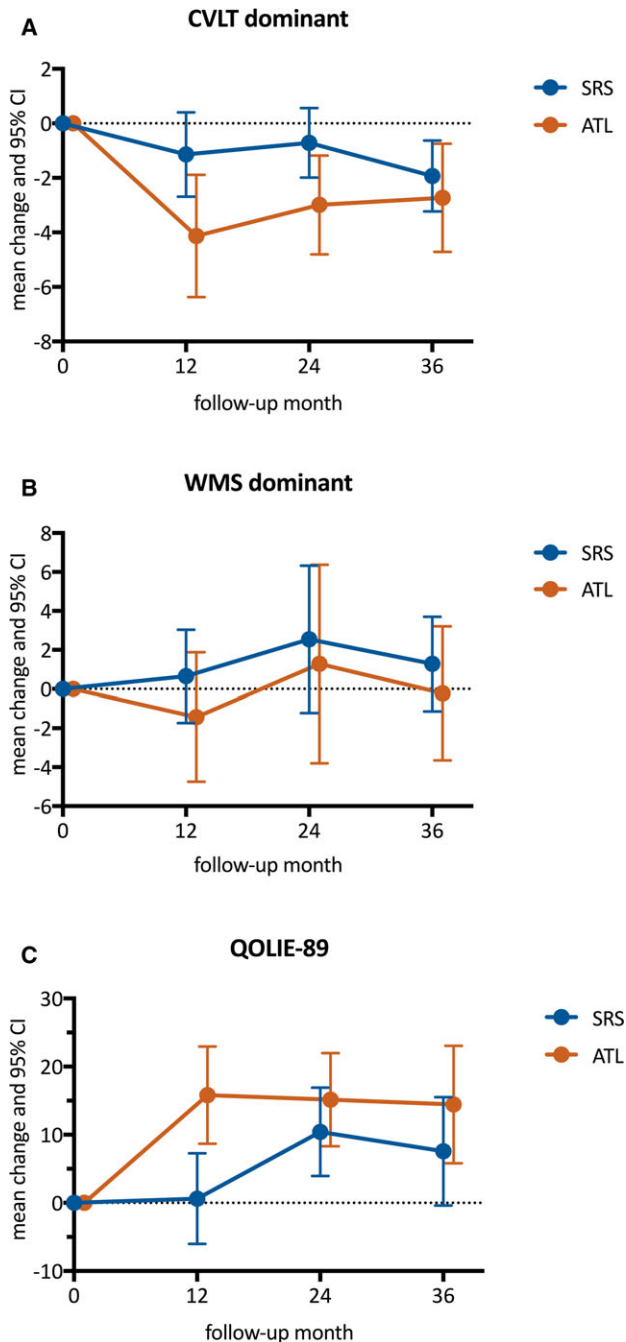 A
CVLT dominant
mean change and 95% CI
2
0
-2
-4
-6
-8
0 12 24 36
follow-up month
SRS
ATL
B
WMS dominant
mean change and 95% CI
8
6
4
2
0
-2
-4
-6
0 12 24 36
follow-up month
SRS
ATL
C
QOLIE-89
mean change and 95% CI
30
20
10
0
-10
0 12 24 36
follow-up month
SRS
ATL